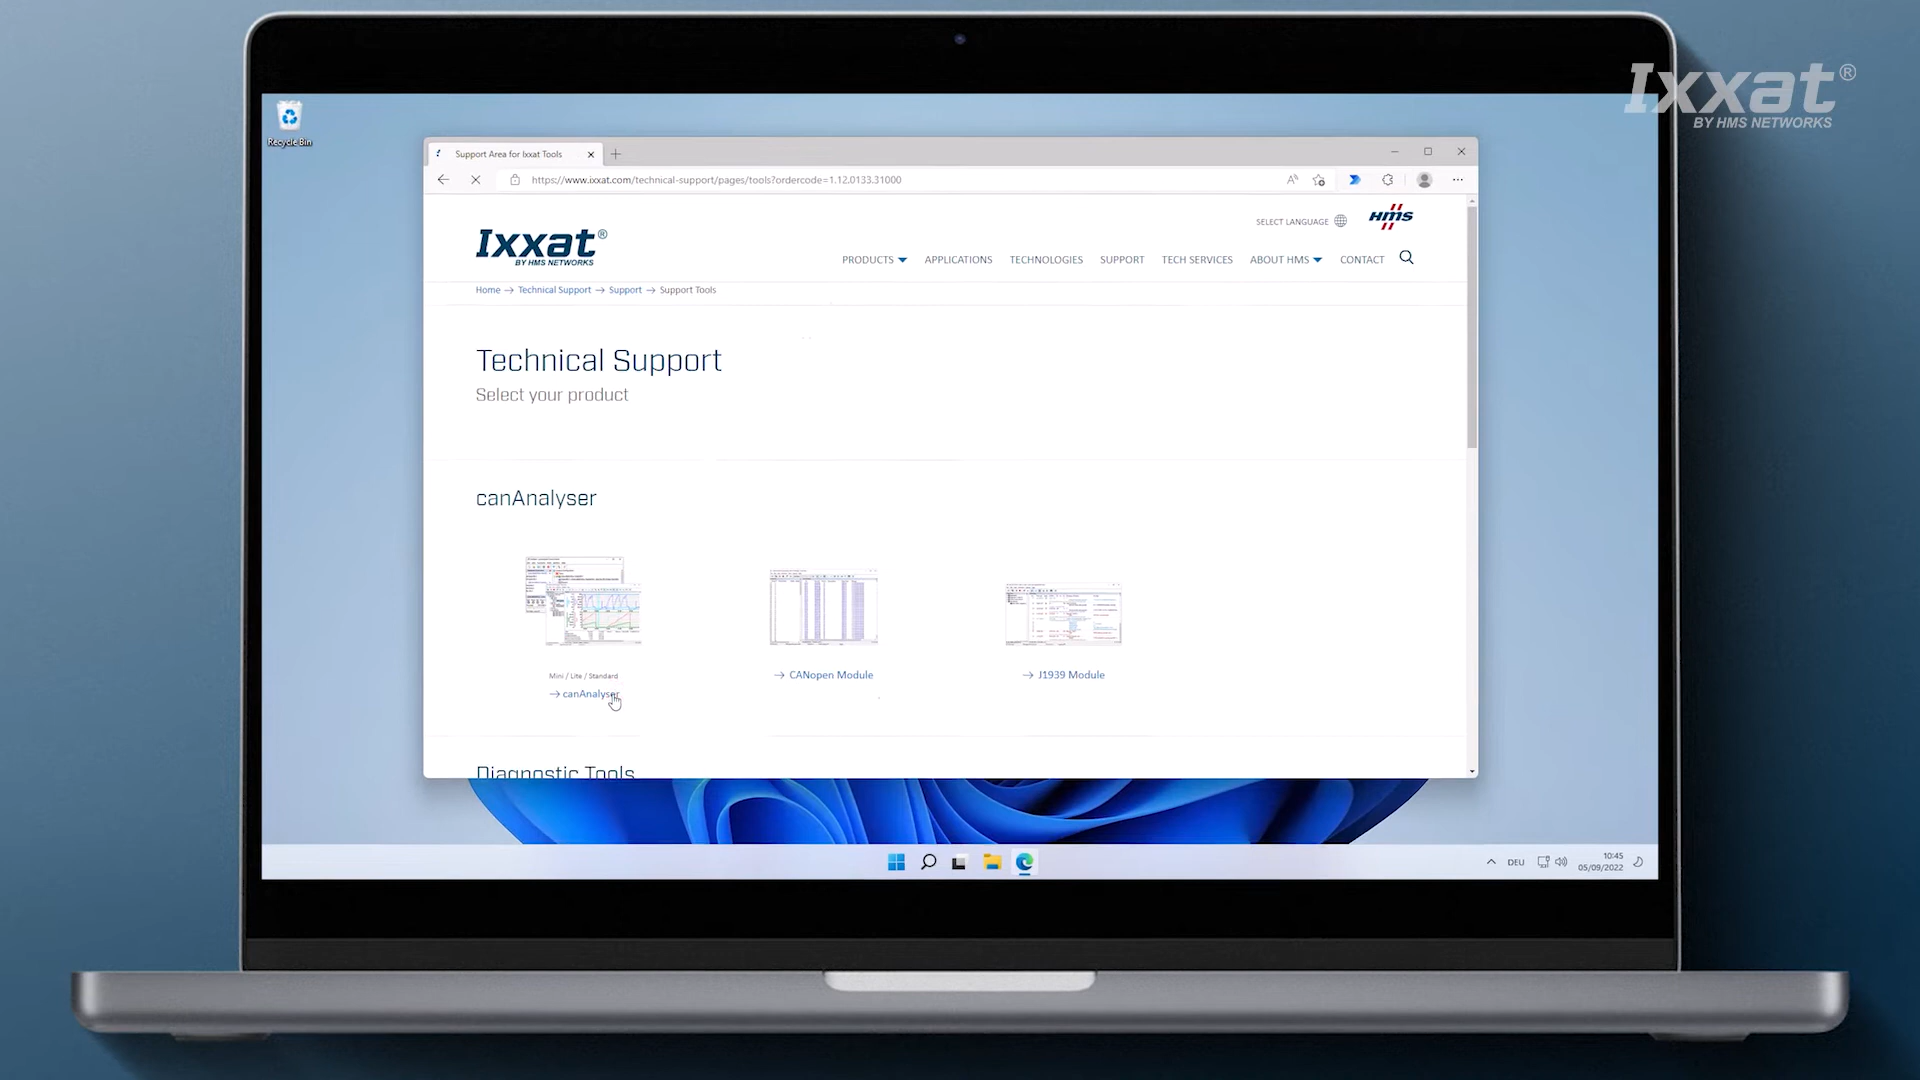 Ixxat®
BY HMS NETWORKS
Recycle Bin
Support Area for Ixxat Tools
https://www.ixxat.com/technical-support/pages/tools?ordercode=1.12.0133.31000
SELECT LANGUAGE
HMS
Ixxat®
BY HMS NETWORKS
PRODUCTS APPLICATIONS TECHNOLOGIES SUPPORT TECH SERVICES ABOUT HMS CONTACT
Home → Technical Support → Support → Support Tools
Technical Support
Select your product
canAnalyser
Mini / Lite / Standard
→ canAnalyser
→ CANopen Module
→ J1939 Module
Diagnostic Tools
DEU
10:45
05/09/2022